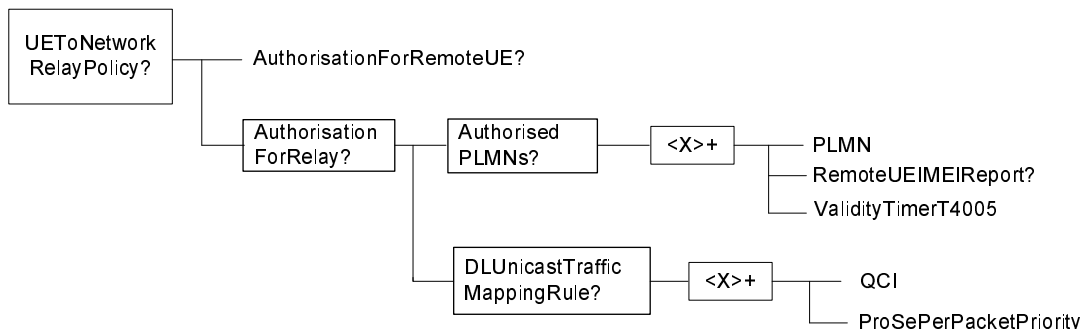 UEToNetwork
RelayPolicy?
AuthorisationForRemoteUE?
Authorisation
ForRelay?
Authorised
PLMNs?
<X>+
PLMN
RemoteUEIMEIReport?
ValidityTimerT4005
DLUnicastTraffic
MappingRule?
<X>+
QCI
ProSePerPacketPriority